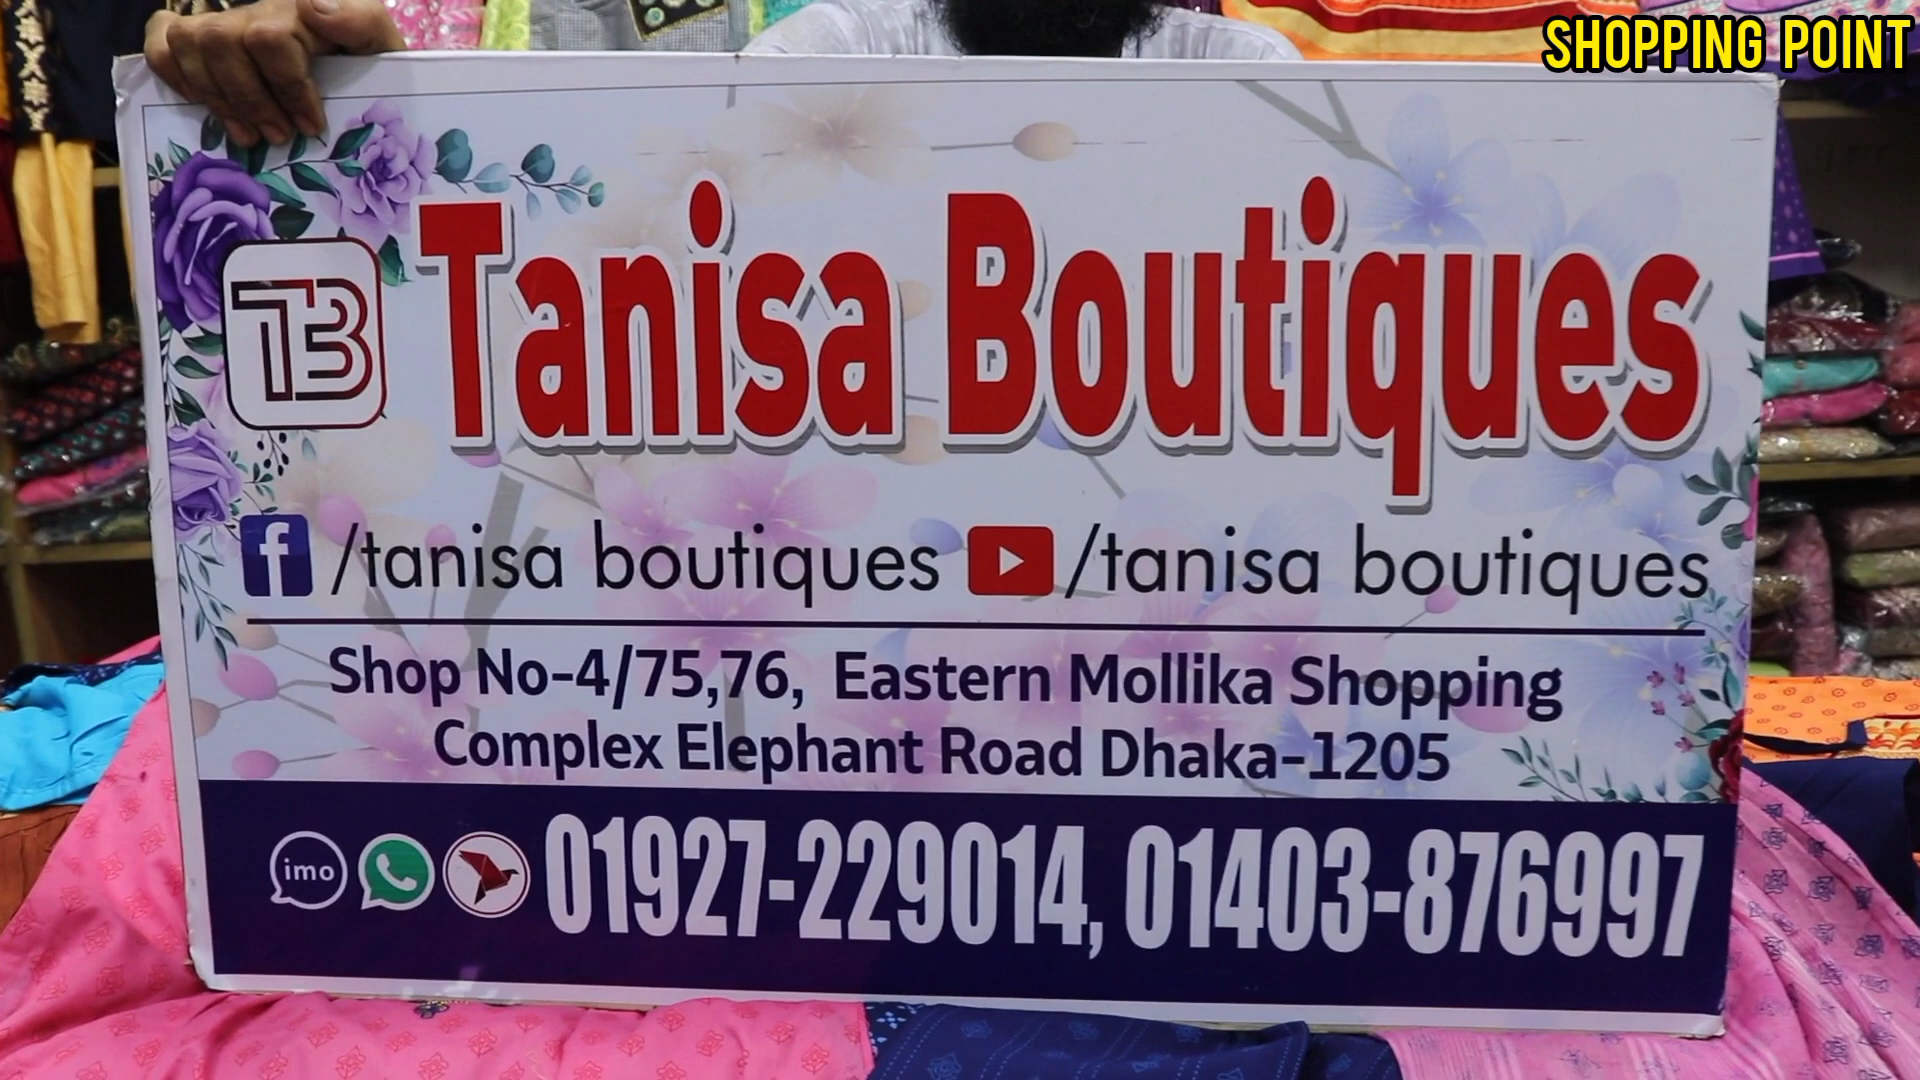 SHOPPING POINT
TB
Tanisa Boutiques
f /tanisa boutiques /tanisa boutiques
Shop No-4/75,76, Eastern Mollika Shopping
Complex Elephant Road Dhaka-1205
imo 01927-229014, 01403-876997